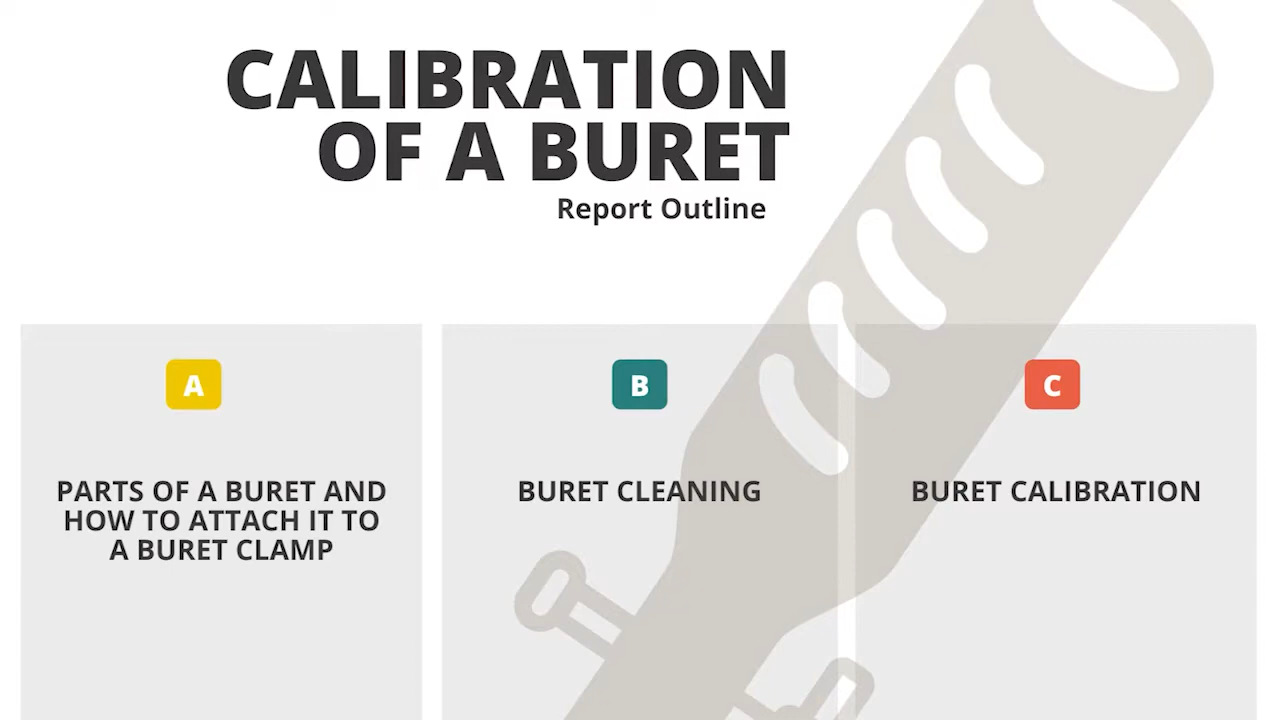 CALIBRATION
OF A BURET
Report Outline
A
PARTS OF A BURET AND
HOW TO ATTACH IT TO
A BURET CLAMP
B
BURET CLEANING
C
BURET CALIBRATION